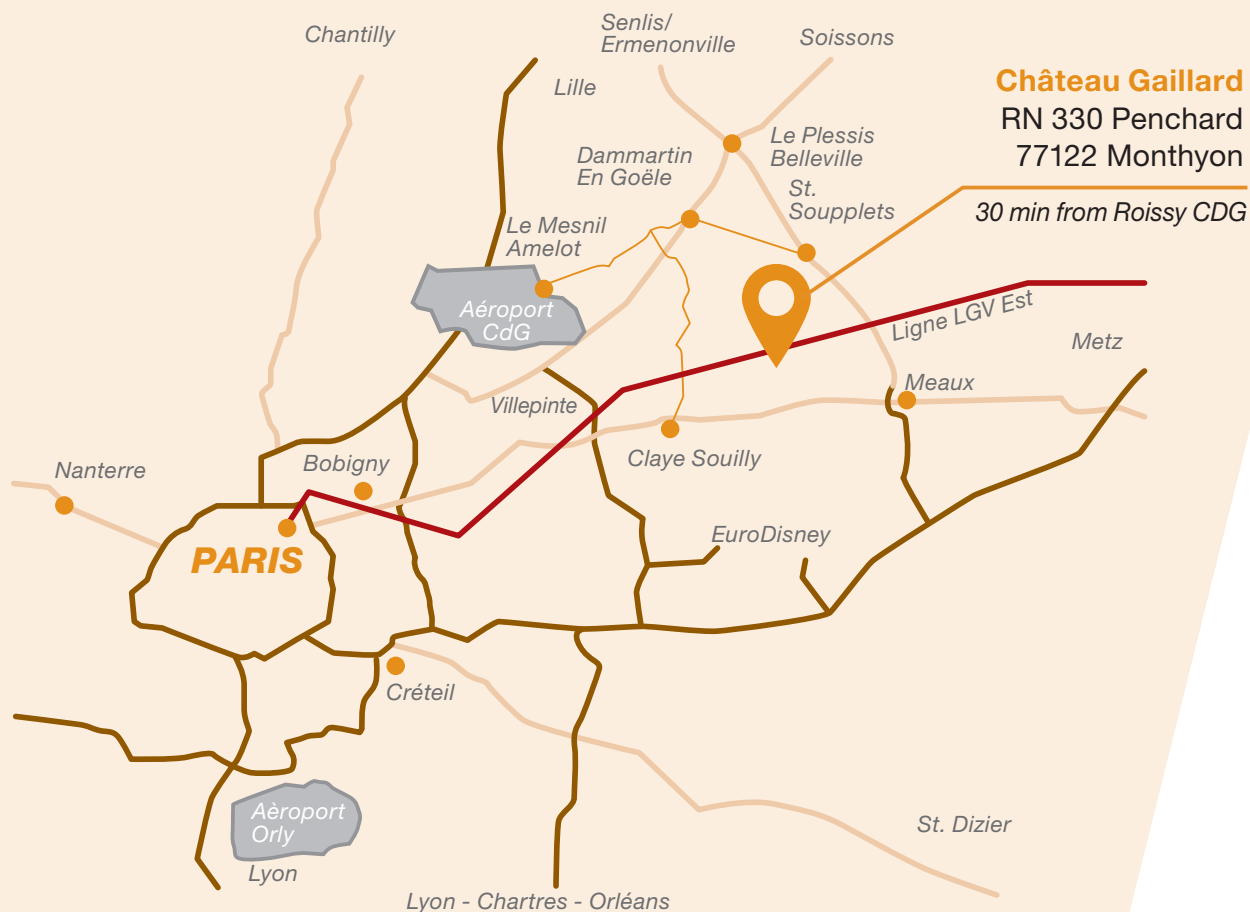 Chantilly
Senlis/
Ermenonville
Soissons
Lille
Château Gaillard
RN 330 Penchard
77122 Monthyon
30 min from Roissy CDG
Le Plessis
Belleville
Dammartin
En Goële
St.
Soupplets
Le Mesnil
Amelot
Aéroport
CdG
Ligne LGV Est
Metz
Meaux
Villepinte
Claye Souilly
Bobigny
Nanterre
PARIS
EuroDisney
Créteil
Aèroport
Orly
Lyon
St. Dizier
Lyon - Chartres - Orléans